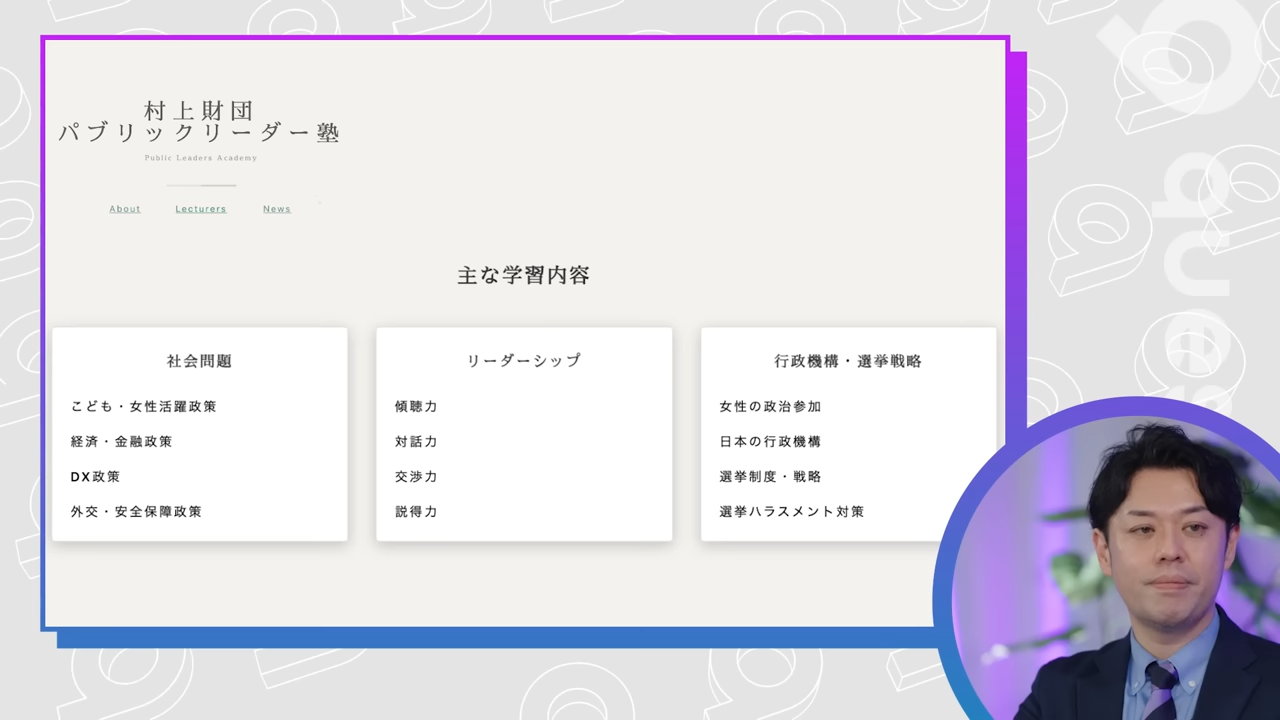 村上財団
パブリックリーダー塾
Public Leaders Academy
About
Lecturers
News
主な学習内容
社会問題
こども・女性活躍政策
経済・金融政策
DX政策
外交・安全保障政策
リーダーシップ
傾聴力
対話力
交渉力
説得力
行政機構・選挙戦略
女性の政治参加
日本の行政機構
選挙制度・戦略
選挙ハラスメント対策